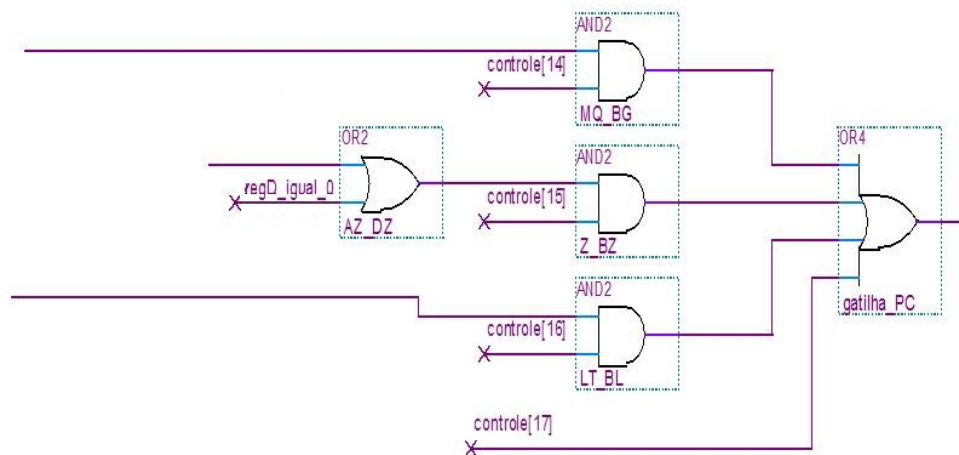 AND2
controle[14]
MQ_BG
OR2
regD_igual_0
AZ_DZ
AND2
controle[15]
Z_BZ
OR4
gatilha_PC
AND2
controle[16]
LT_BL
controle[17]